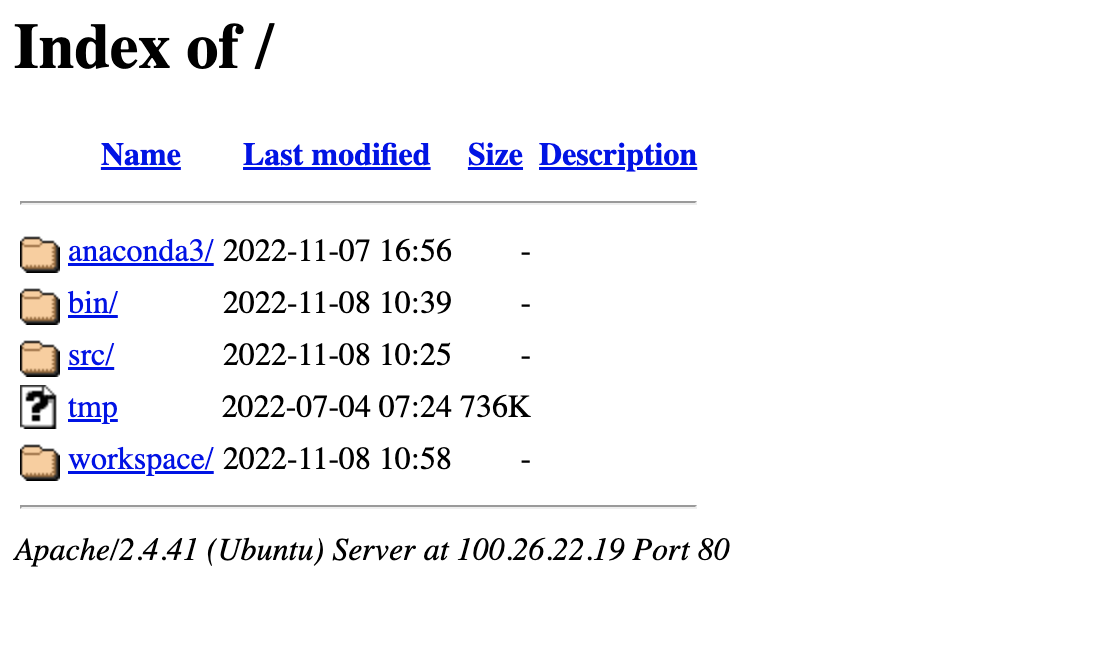 Index of /
Name Last modified Size Description
anaconda3/ 2022-11-07 16:56 -
bin/ 2022-11-08 10:39 -
src/ 2022-11-08 10:25 -
? tmp 2022-07-04 07:24 736K
workspace/ 2022-11-08 10:58 -
Apache/2.4.41 (Ubuntu) Server at 100.26.22.19 Port 80